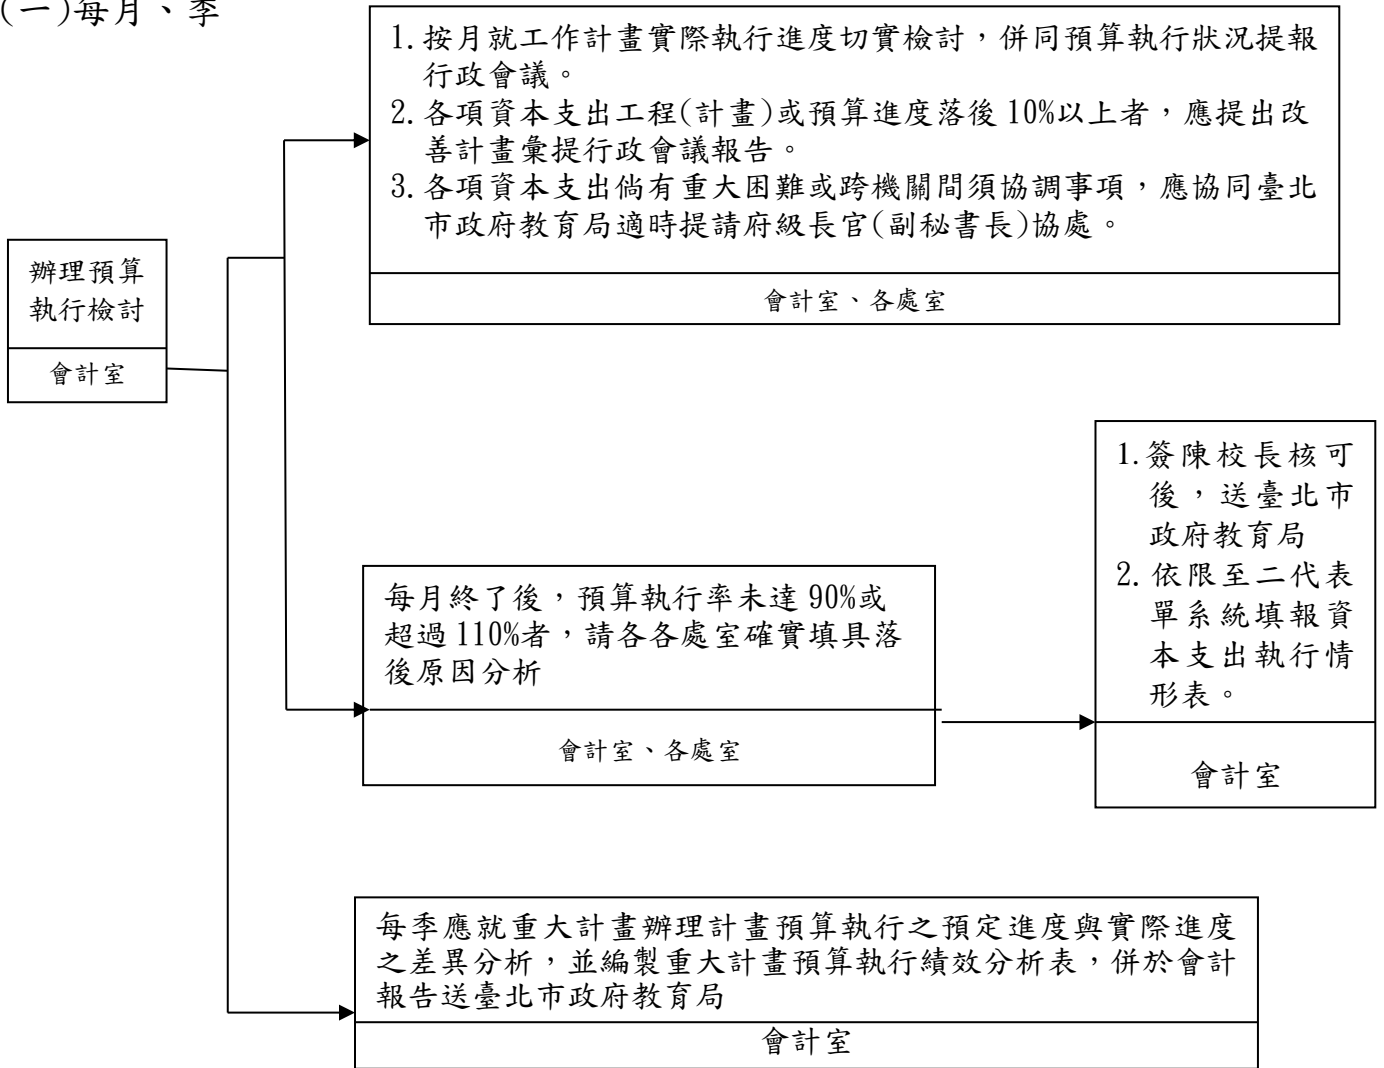 (一)每月、季
1.按月就工作計畫實際執行進度切實檢討，併同預算執行狀況提報
行政會議。
2.各項資本支出工程(計畫)或預算進度落後 10%以上者，應提出改
善計畫彙提行政會議報告。
3.各項資本支出倘有重大困難或跨機關間須協調事項，應協同臺北
市政府教育局適時提請府級長官(副秘書長)協處。
會計室、各處室
辦理預算
執行檢討
會計室
每月終了後，預算執行率未達 90%或
超過 110%者，請各各處室確實填具落
後原因分析
會計室、各處室
1.簽陳校長核可
後，送臺北市
政府教育局
2.依限至二代表
單系統填報資
本支出執行情
形表。
會計室
每季應就重大計畫辦理計畫預算執行之預定進度與實際進度
之差異分析，並編製重大計畫預算執行績效分析表，併於會計
報告送臺北市政府教育局
會計室